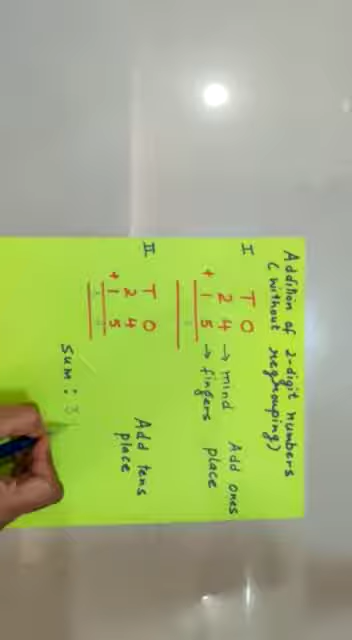 Addition of 2-digit numbers
(without regrouping)
I
T O
2 4 → mind
+ 1 5 → fingers
Add ones
place
II
T O
2 4
+ 1 5
Add tens
place
Sum: 3